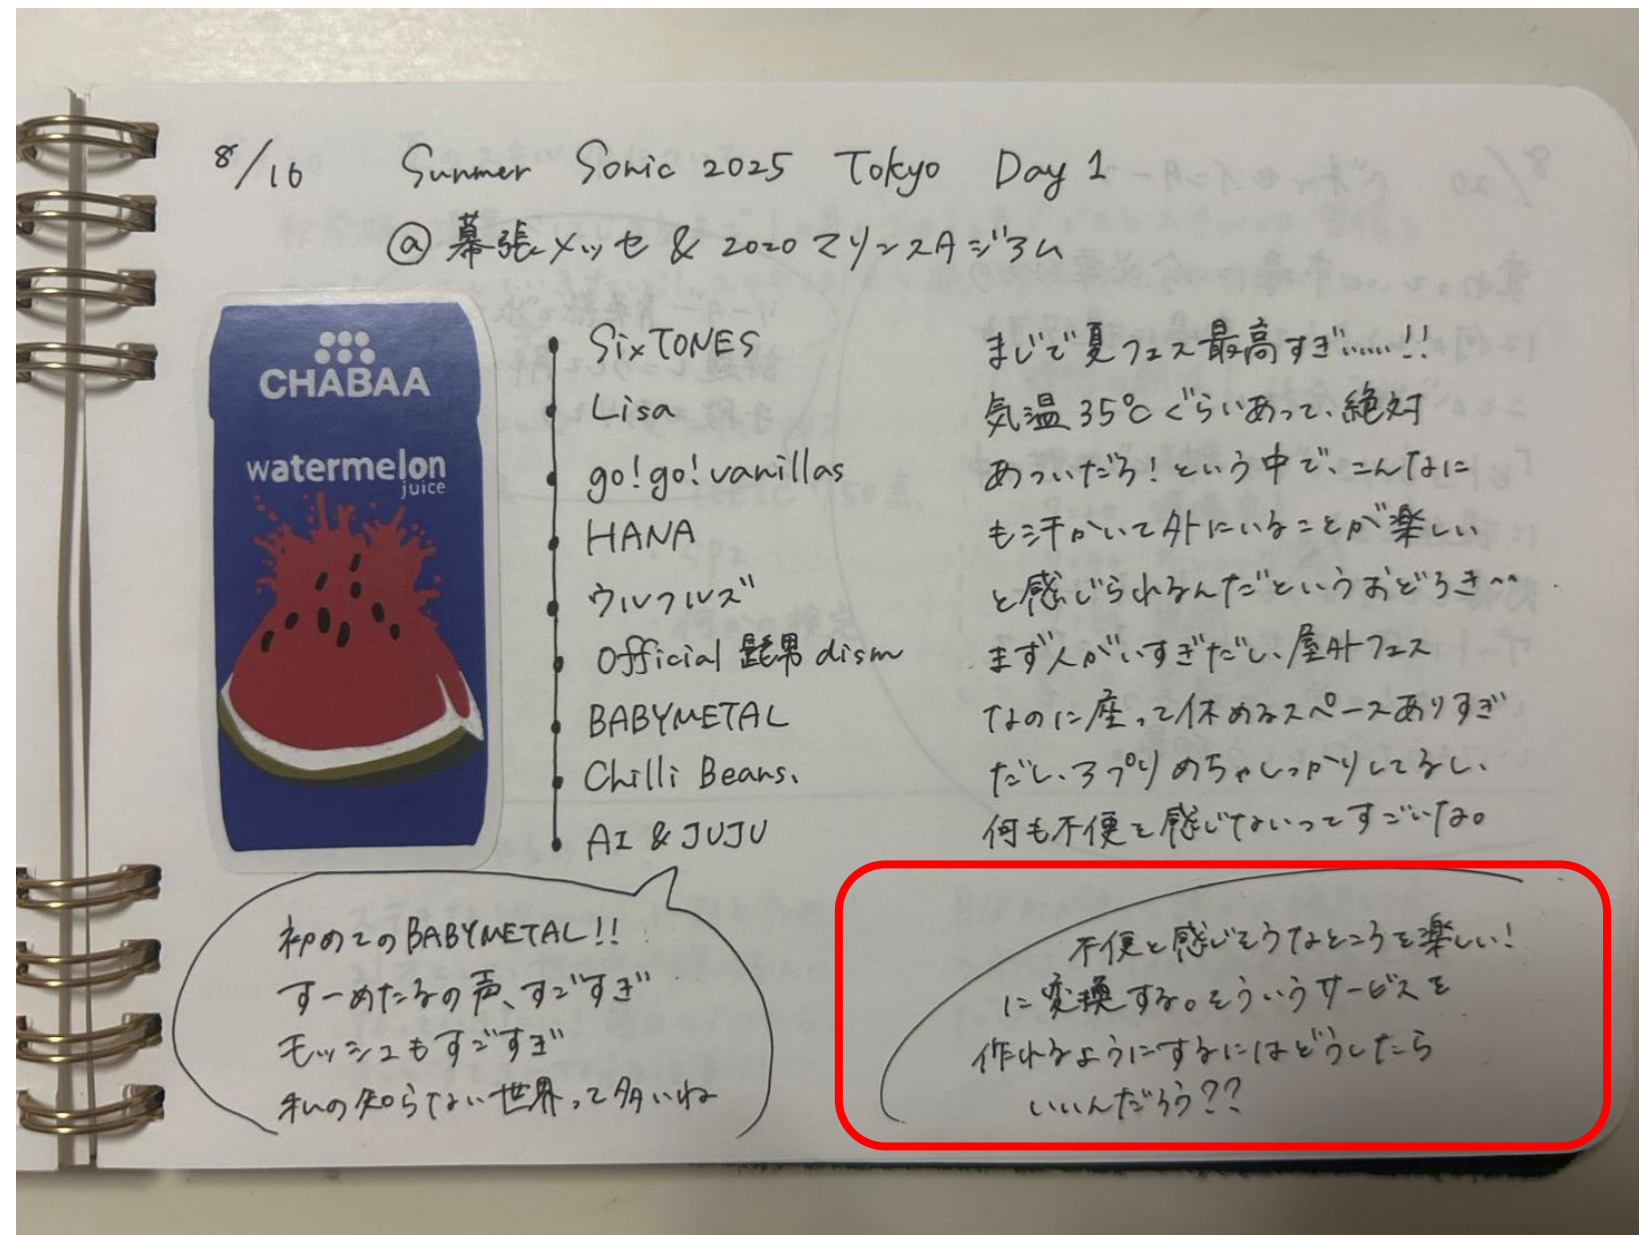 8/16 Summer Sonic 2025 Tokyo Day 1
@ 幕張メッセ & ZOZOマリンスタジアム
CHABAA
watermelon
juice
SixTONES
Lisa
go!go!vanillas
HANA
ウルフルズ
Official 髭男dism
BABYMETAL
Chilli Beans.
AI & JUJU
まじで夏フェス最高すぎ......!!
気温35℃ぐらいあって、絶対
あついだろ!という中で、こんなに
も汗かいて外にいることが楽しい
と感じられるんだというおどろき〜
まず人がいすぎだし、屋外フェス
なのに座って休めるスペースありすぎ
だし、アプリめちゃしっかりしてるし、
何も不便を感じないってすごいな。
初めてのBABYMETAL!!
すーめたるの声、すごすぎ
モッシュもすごすぎ
私の知らない世界って多いね
不便と感じそうなところを楽しい!
に変換する。そういうサービスを
作れるようにするにはどうしたら
いいんだろう??